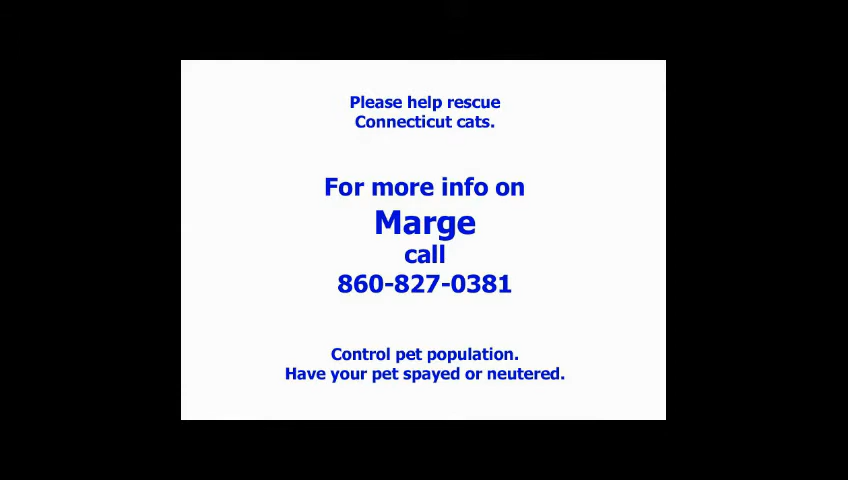 Please help rescue
Connecticut cats.
For more info on
Marge
call
860-827-0381
Control pet population.
Have your pet spayed or neutered.